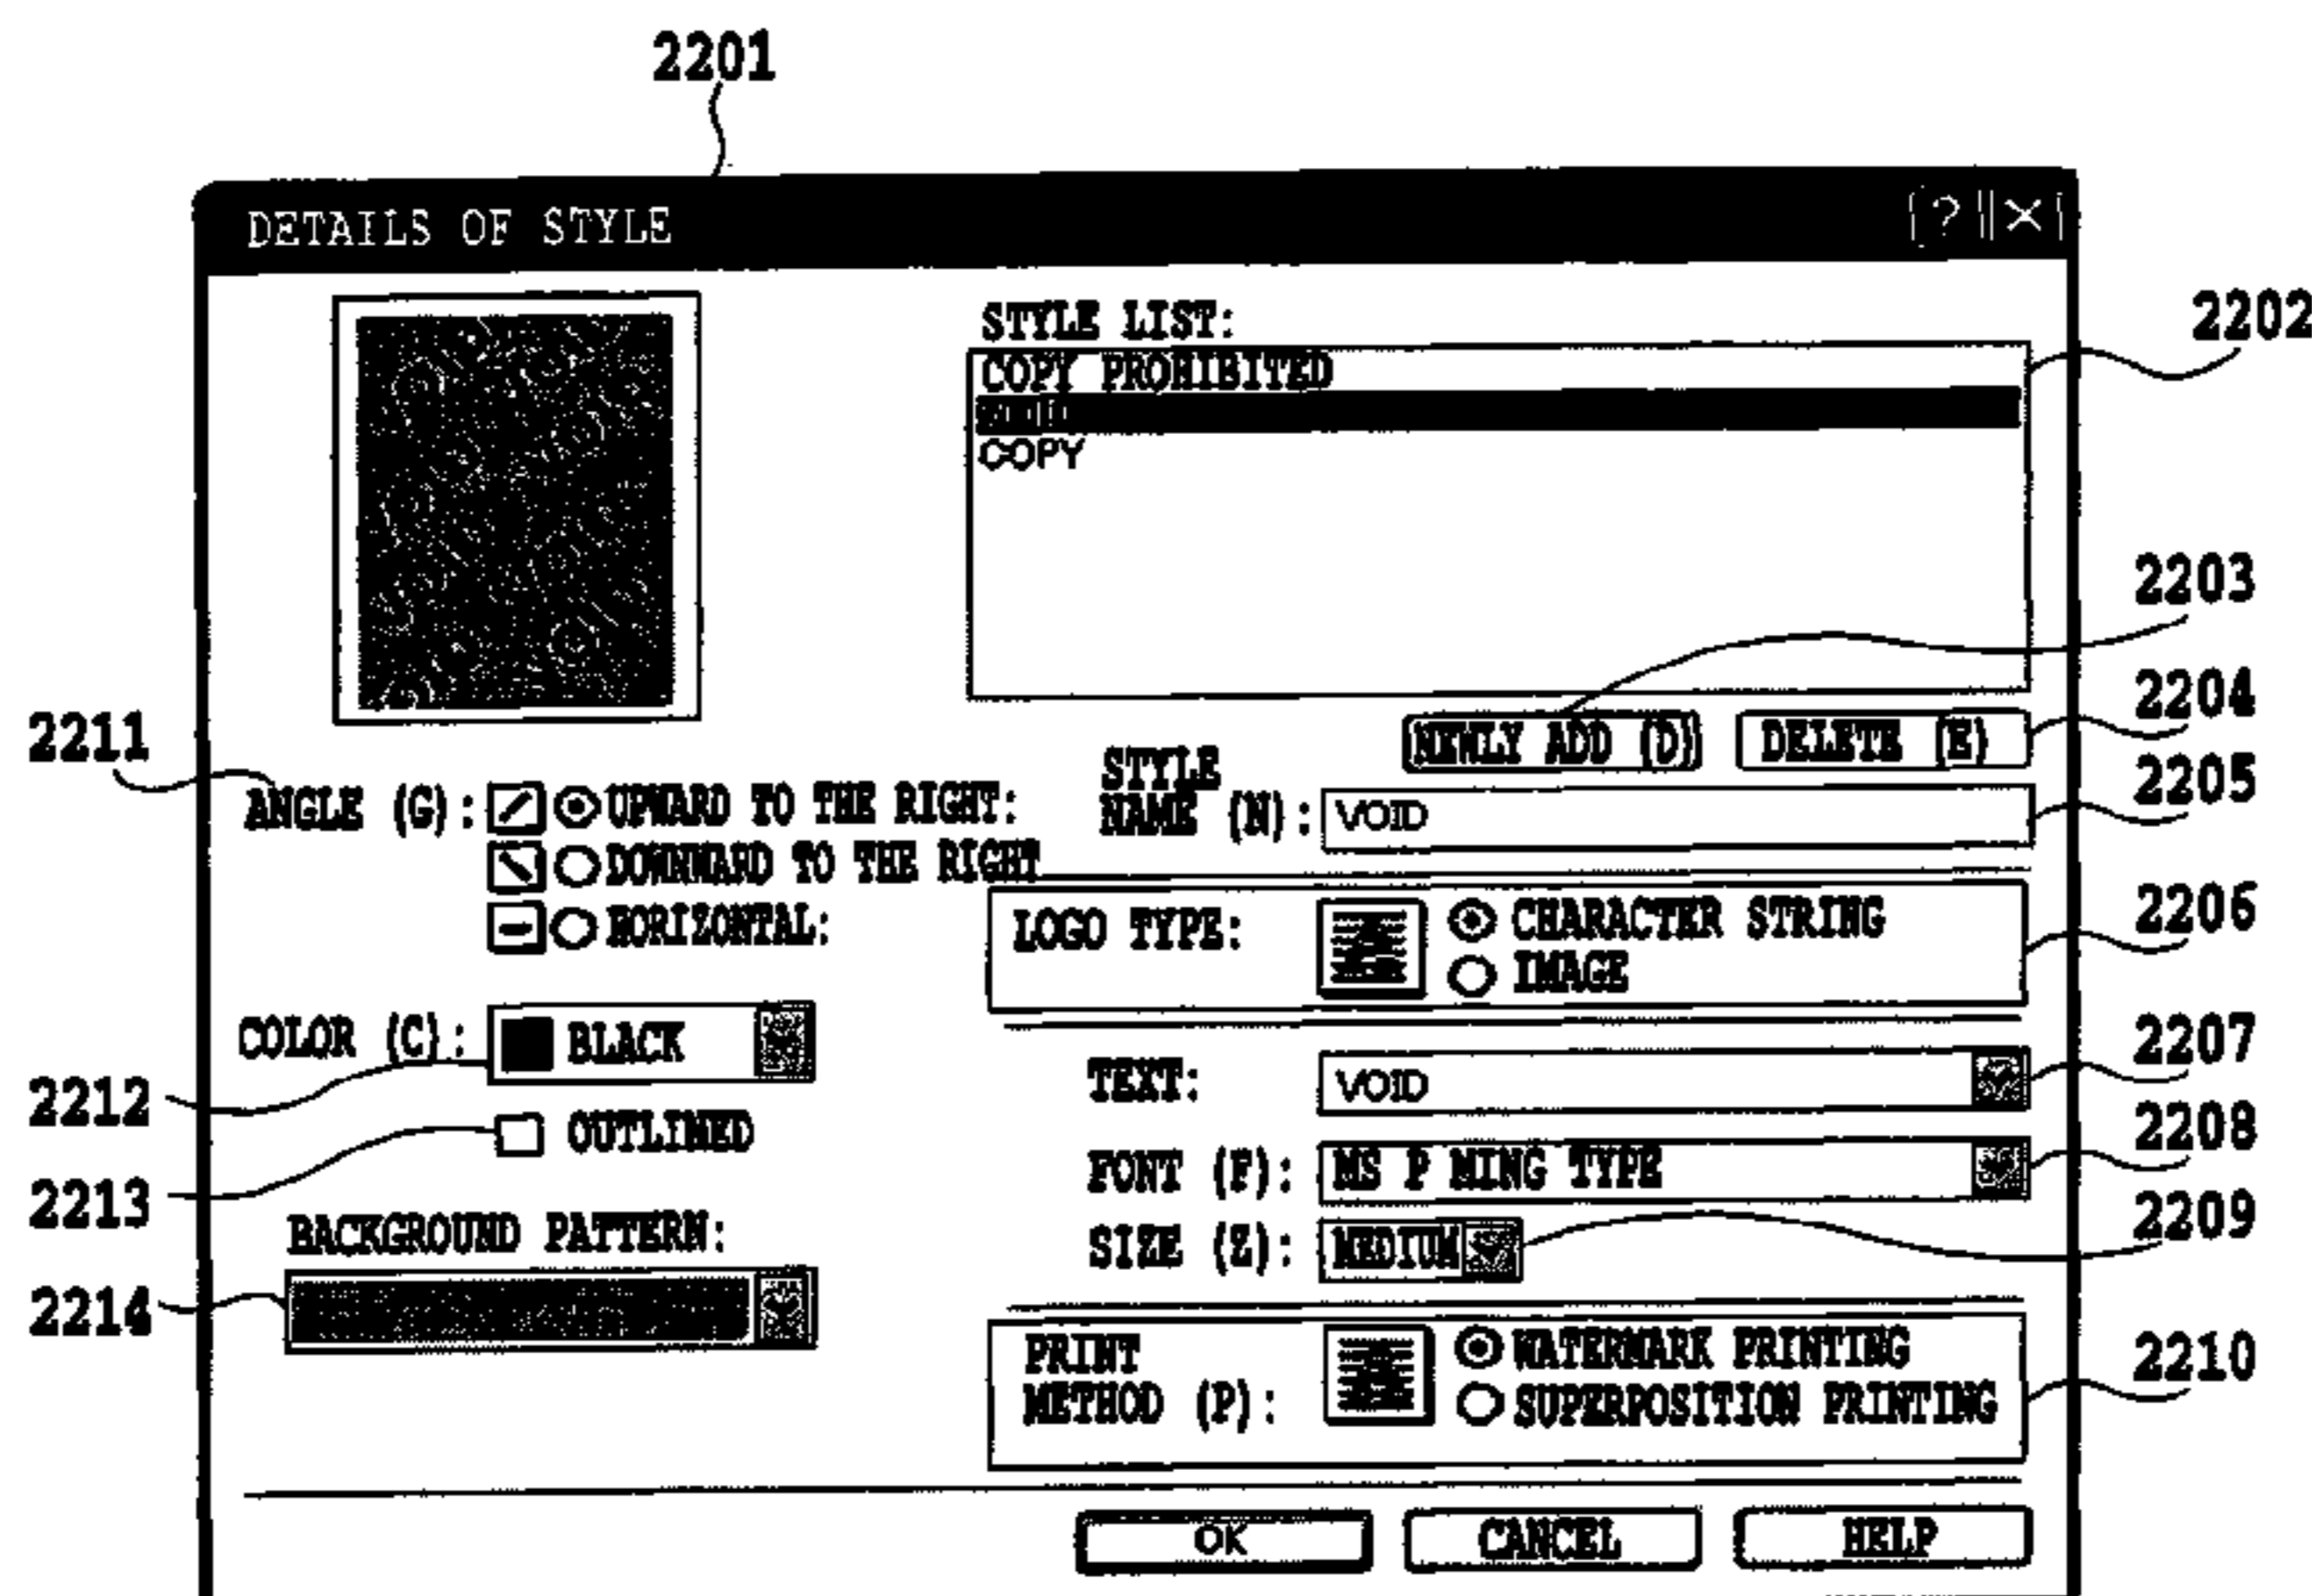 2201
DETAILS OF STYLE
? X
STYLE LIST:
2202
COPY PROHIBITED
COPY
2203
NEWLY ADD (D)
DELETE (E)
2204
2211
ANGLE (G):
UPWARD TO THE RIGHT:
DOWNWARD TO THE RIGHT
HORIZONTAL:
STYLE
NAME (N):
VOID
2205
LOGO TYPE:
CHARACTER STRING
IMAGE
2206
COLOR (C):
BLACK
2212
OUTLINED
2213
BACKGROUND PATTERN:
2214
TEXT:
VOID
2207
FONT (F):
MS P MING TYPE
2208
SIZE (Z):
MEDIUM
2209
PRINT
METHOD (P):
WATERMARK PRINTING
SUPERPOSITION PRINTING
2210
OK
CANCEL
HELP